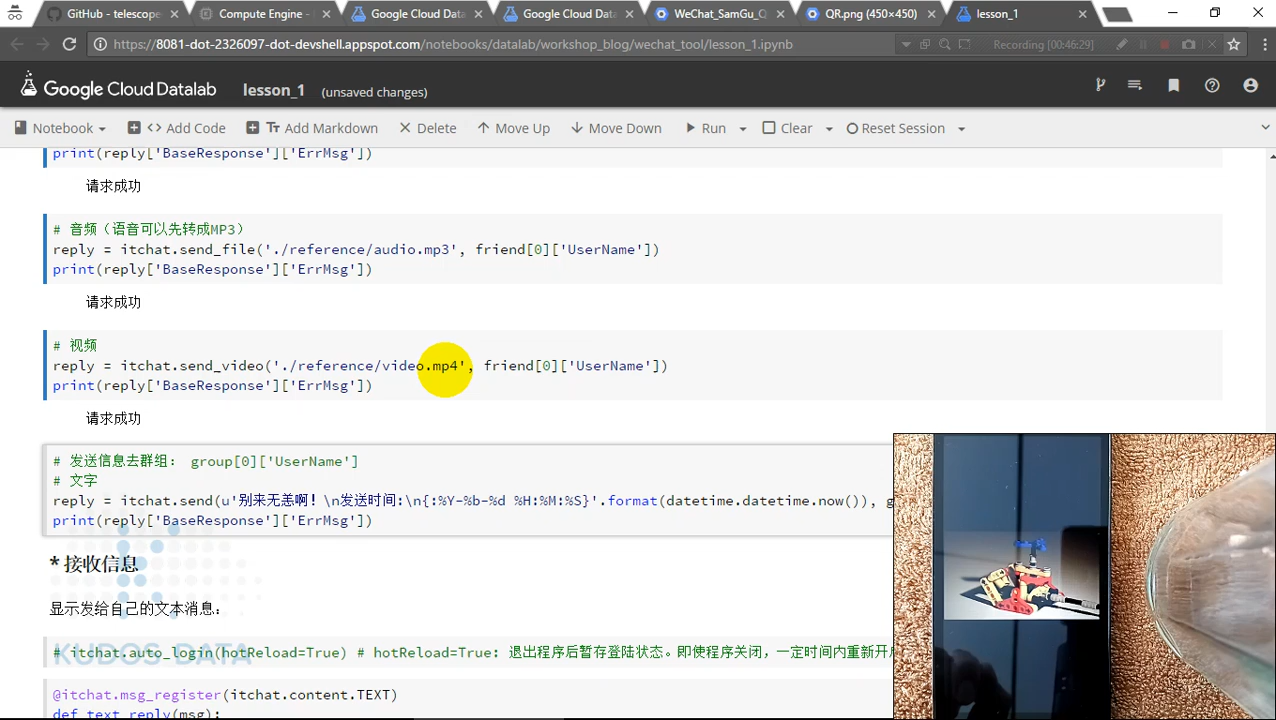 GitHub - telescope
Compute Engine -
Google Cloud Data
Google Cloud Data
WeChat_SamGu_Q
QR.png (450×450)
lesson_1
https://8081-dot-2326097-dot-devshell.appspot.com/notebooks/datalab/workshop_blog/wechat_tool/lesson_1.ipynb
Recording [00:46:29]
Google Cloud Datalab
lesson_1
(unsaved changes)
Notebook
<> Add Code
Tт Add Markdown
Delete
Move Up
Move Down
Run
Clear
Reset Session
print(reply['BaseResponse']['ErrMsg'])
请求成功
# 音频（语音可以先转成MP3）
reply = itchat.send_file('./reference/audio.mp3', friend[0]['UserName'])
print(reply['BaseResponse']['ErrMsg'])
请求成功
# 视频
reply = itchat.send_video('./reference/video.mp4', friend[0]['UserName'])
print(reply['BaseResponse']['ErrMsg'])
请求成功
# 发送信息去群组： group[0]['UserName']
# 文字
reply = itchat.send(u'别来无恙啊！\n发送时间:\n{:%Y-%b-%d %H:%M:%S}'.format(datetime.datetime.now()), g
print(reply['BaseResponse']['ErrMsg'])
* 接收信息
显示发给自己的文本消息：
# itchat.auto_login(hotReload=True) # hotReload=True: 退出程序后暂存登陆状态。即使程序关闭，一定时间内重新开启
@itchat.msg_register(itchat.content.TEXT)
def text_reply(msg):
KUDOS DATA